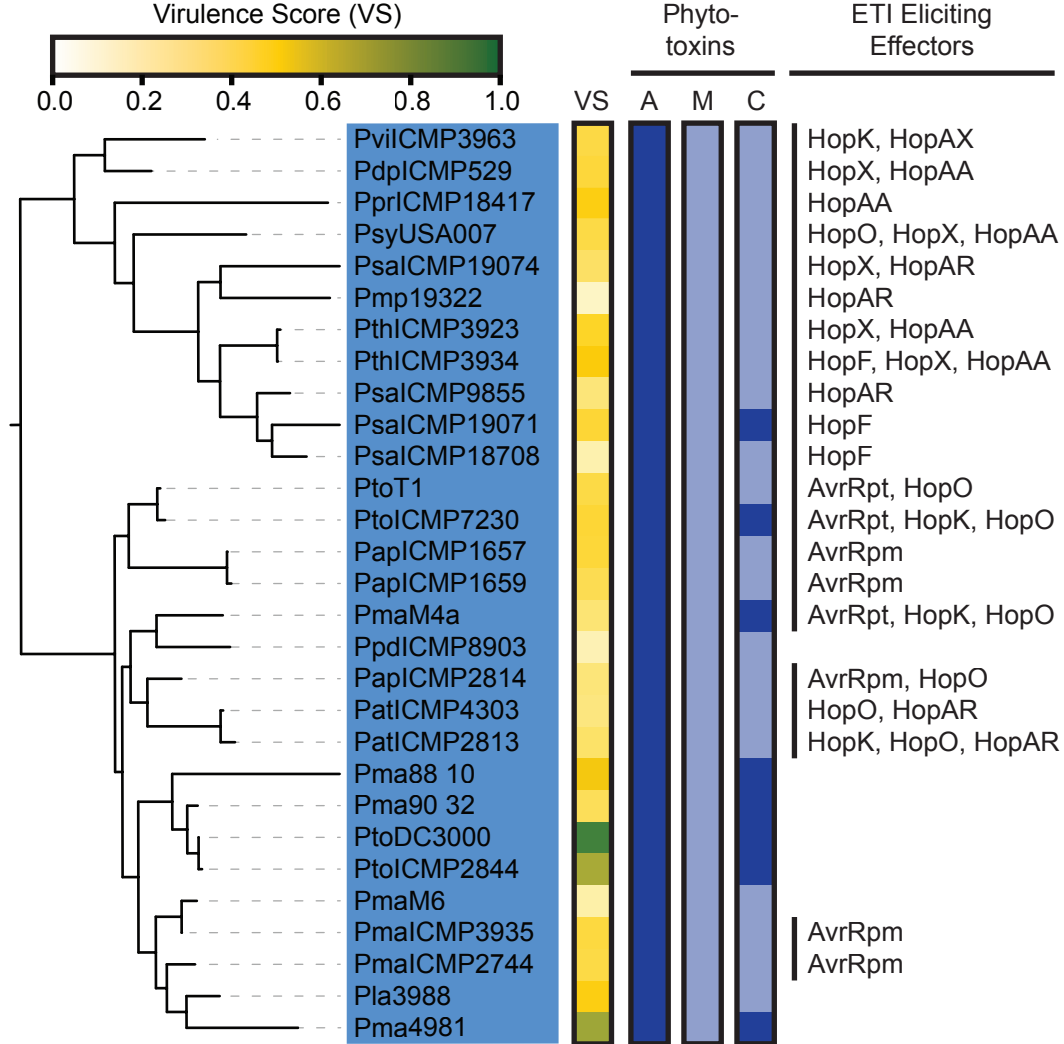 Virulence Score (VS)
0.0 0.2 0.4 0.6 0.8 1.0
Phyto-
toxins
ETI Eliciting
Effectors
VS A M C
PviICMP3963 HopK, HopAX
PdpICMP529 HopX, HopAA
PprICMP18417 HopAA
PsyUSA007 HopO, HopX, HopAA
PsaICMP19074 HopX, HopAR
Pmp19322 HopAR
PthICMP3923 HopX, HopAA
PthICMP3934 HopF, HopX, HopAA
PsaICMP9855 HopAR
PsaICMP19071 HopF
PsaICMP18708 HopF
PtoT1 AvrRpt, HopO
PtoICMP7230 AvrRpt, HopK, HopO
PapICMP1657 AvrRpm
PapICMP1659 AvrRpm
PmaM4a AvrRpt, HopK, HopO
PpdICMP8903
PapICMP2814 AvrRpm, HopO
PatICMP4303 HopO, HopAR
PatICMP2813 HopK, HopO, HopAR
Pma88 10
Pma90 32
PtoDC3000
PtoICMP2844
PmaM6
PmaICMP3935 AvrRpm
PmaICMP2744 AvrRpm
Pla3988
Pma4981